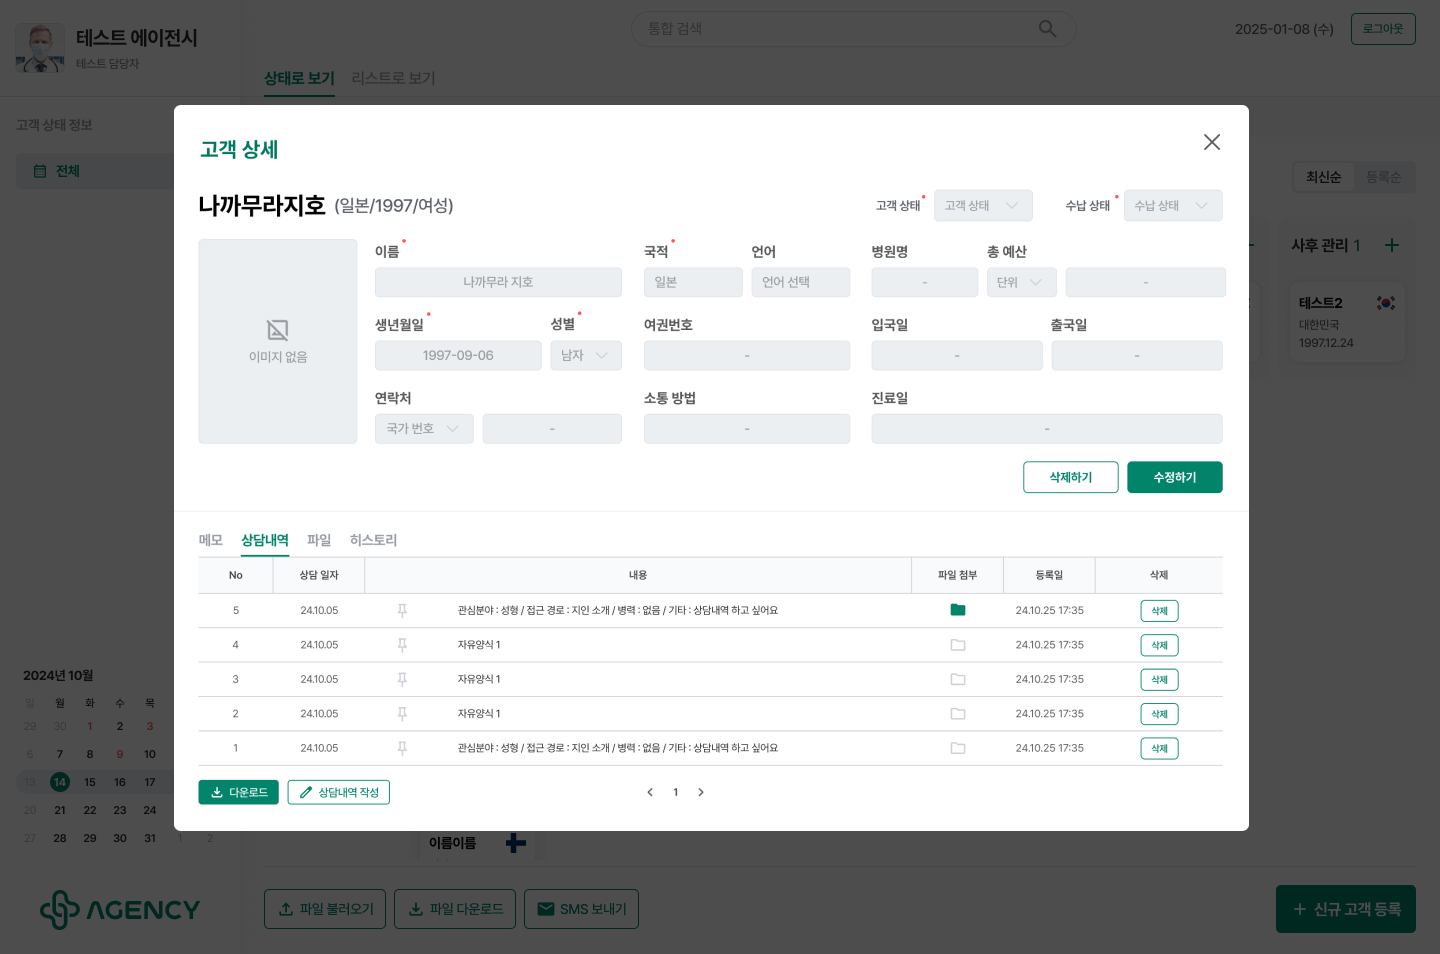 테스트 에이전시
테스트 담당자
통합 검색
2025-01-08 (수)
로그아웃
상태로 보기
리스트로 보기
고객 상태 정보
전체
최신순
등록순
사후 관리 1
테스트2
대한민국
1997.12.24
고객 상세
나까무라지호 (일본/1997/여성)
고객 상태
고객 상태
수납 상태
수납 상태
이미지 없음
이름
국적
언어
병원명
총 예산
나까무라 지호
일본
언어 선택
-
단위
-
생년월일
성별
여권번호
입국일
출국일
1997-09-06
남자
-
-
-
연락처
소통 방법
진료일
국가 번호
-
-
-
삭제하기
수정하기
메모
상담내역
파일
히스토리
No 상담 일자 내용 파일 첨부 등록일 삭제
5 24.10.05 관심분야 : 성형 / 접근 경로 : 지인 소개 / 병력 : 없음 / 기타 : 상담내역 하고 싶어요 24.10.25 17:35 삭제
4 24.10.05 자유양식 1 24.10.25 17:35 삭제
3 24.10.05 자유양식 1 24.10.25 17:35 삭제
2 24.10.05 자유양식 1 24.10.25 17:35 삭제
1 24.10.05 관심분야 : 성형 / 접근 경로 : 지인 소개 / 병력 : 없음 / 기타 : 상담내역 하고 싶어요 24.10.25 17:35 삭제
다운로드
상담내역 작성
1
2024년 10월
일 월 화 수 목
29 30 1 2 3
6 7 8 9 10
13 14 15 16 17
20 21 22 23 24
27 28 29 30 31 1 2
이름이름
AGENCY
파일 불러오기
파일 다운로드
SMS 보내기
신규 고객 등록